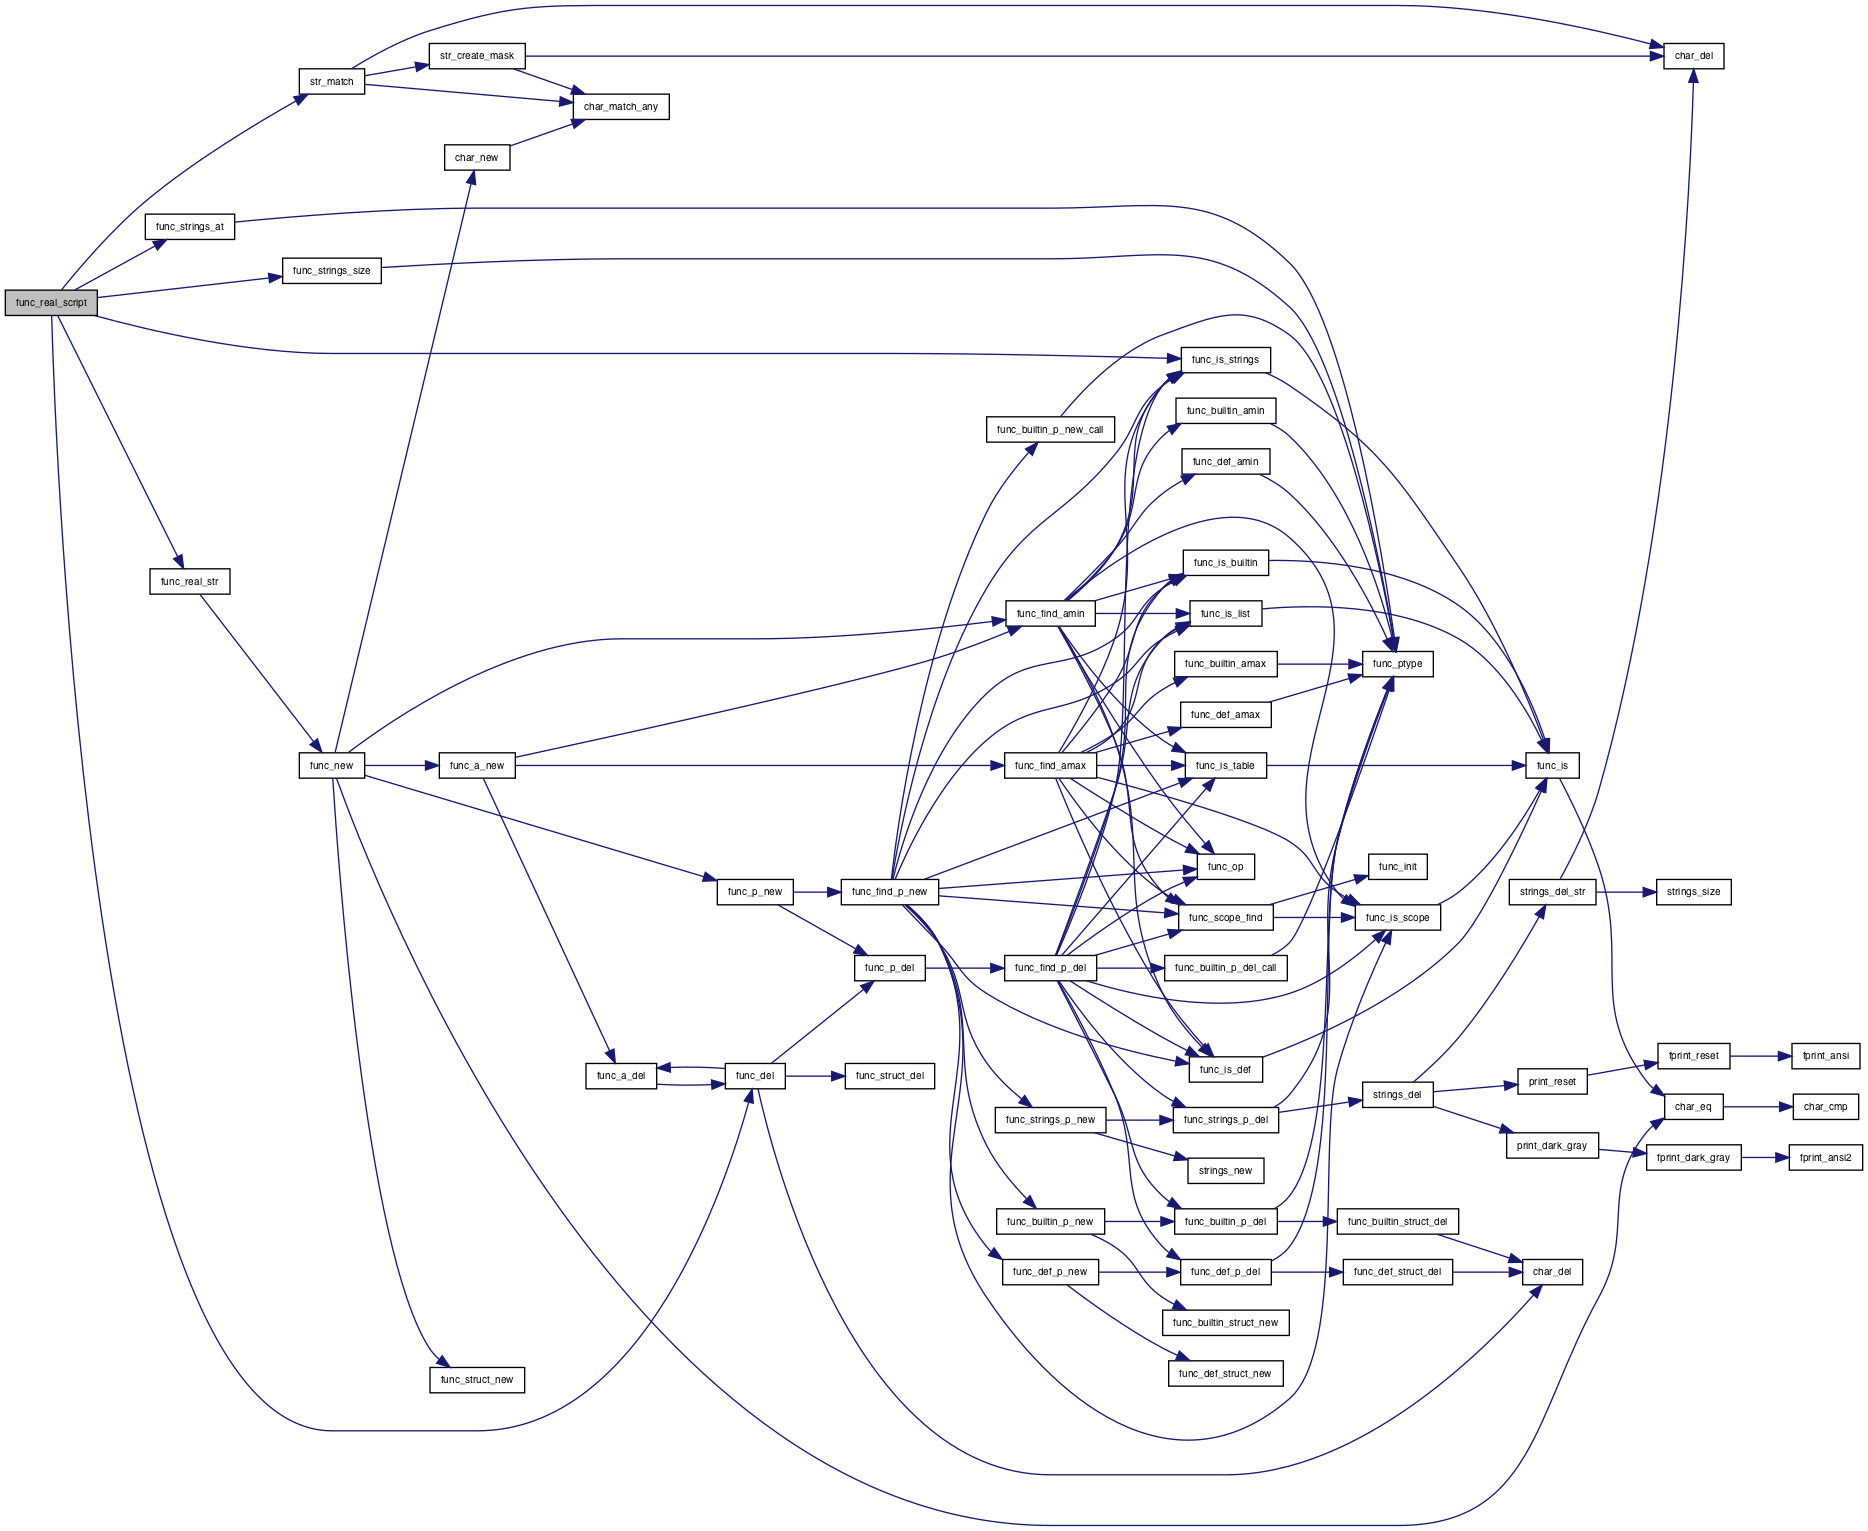 char_del
str_create_mask
str_match
char_match_any
char_new
func_strings_at
func_strings_size
func_real_script
func_is_strings
func_builtin_amin
func_builtin_p_new_call
func_def_amin
func_is_builtin
func_real_str
func_find_amin
func_is_list
func_builtin_amax
func_ptype
func_def_amax
func_new
func_a_new
func_find_amax
func_is_table
func_is
func_op
func_init
func_p_new
func_find_p_new
strings_del_str
strings_size
func_scope_find
func_is_scope
func_p_del
func_find_p_del
func_builtin_p_del_call
fprint_reset
fprint_ansi
func_a_del
func_del
func_struct_del
func_is_def
print_reset
strings_del
char_eq
char_cmp
func_strings_p_new
func_strings_p_del
print_dark_gray
fprint_dark_gray
fprint_ansi2
strings_new
func_builtin_p_new
func_builtin_p_del
func_builtin_struct_del
func_def_p_new
func_def_p_del
func_def_struct_del
char_del
func_builtin_struct_new
func_def_struct_new
func_struct_new